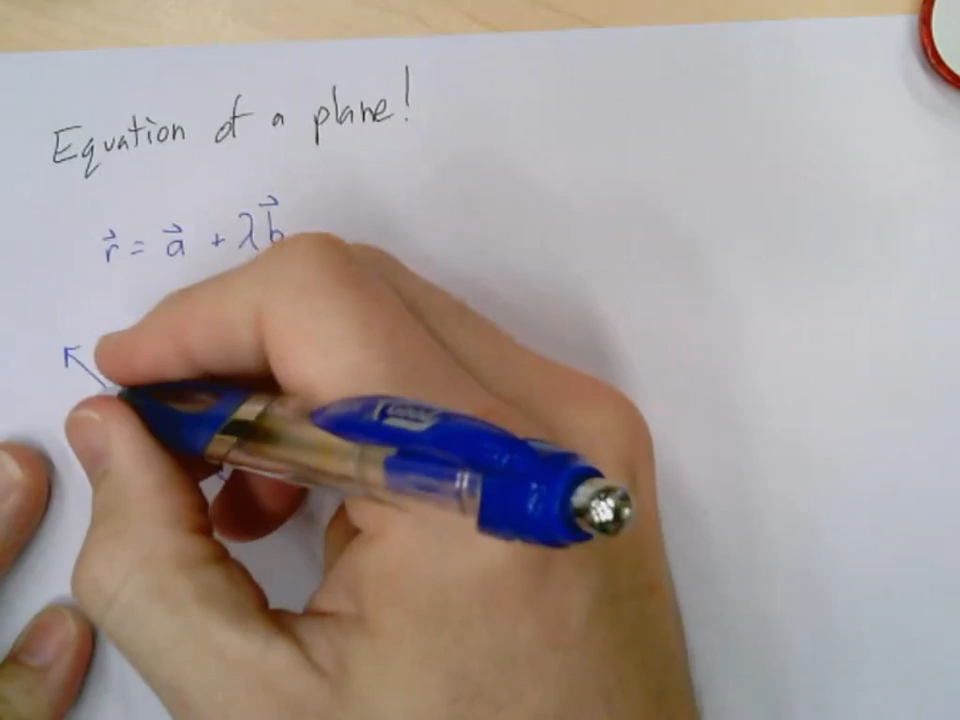 Equation of a plane!
r⃗ = a⃗ + λb⃗